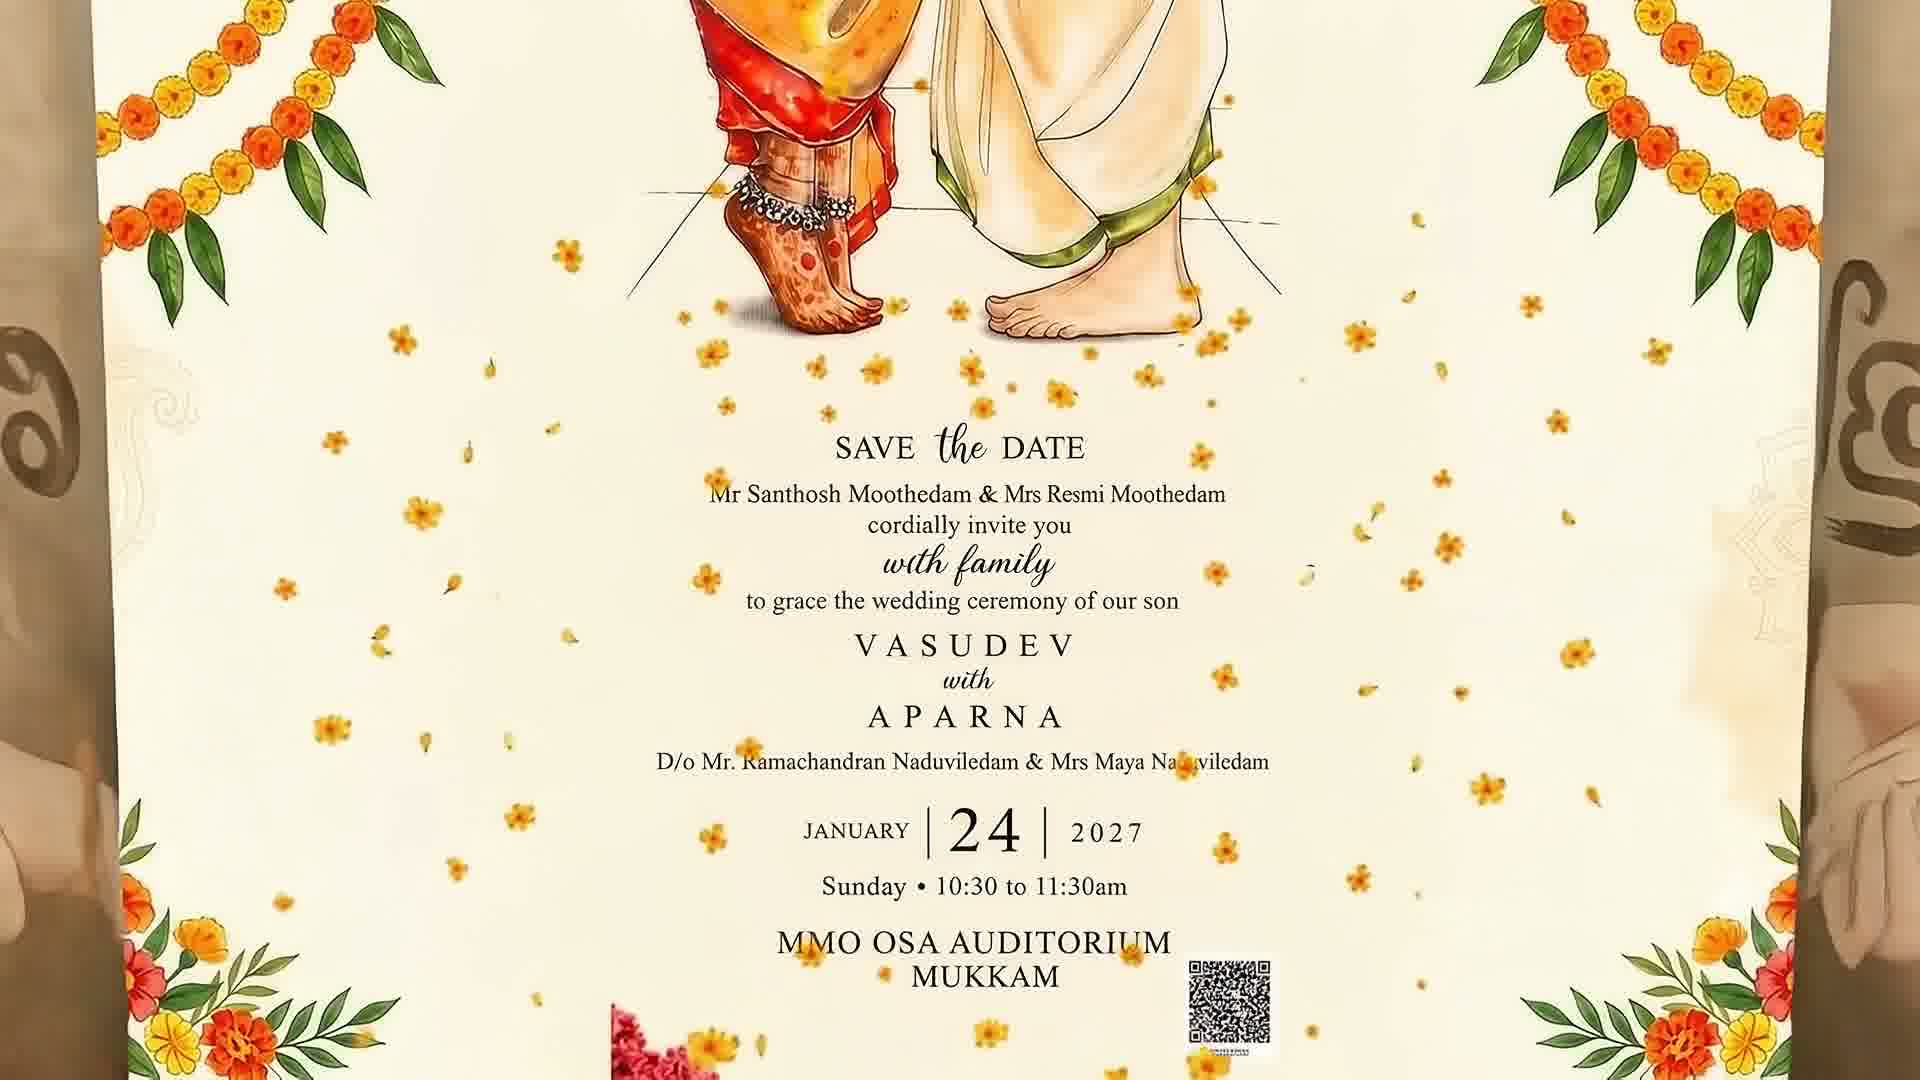 SAVE the DATE
Mr Santhosh Moothedam & Mrs Resmi Moothedam
cordially invite you
with family
to grace the wedding ceremony of our son
VASUDEV
with
APARNA
D/o Mr. Ramachandran Naduviledam & Mrs Maya Naduviledam
JANUARY | 24 | 2027
Sunday • 10:30 to 11:30am
MMO OSA AUDITORIUM
MUKKAM